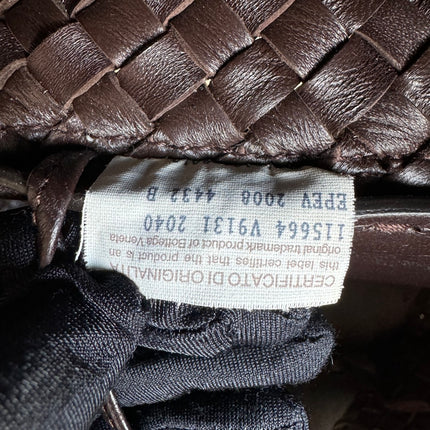 CERTIFICATO DI ORIGINALITA
this label certifies that
the product is an
original trademark product of Bottega Veneta
115664 V9131 2040
EPEV 2008 4432 B